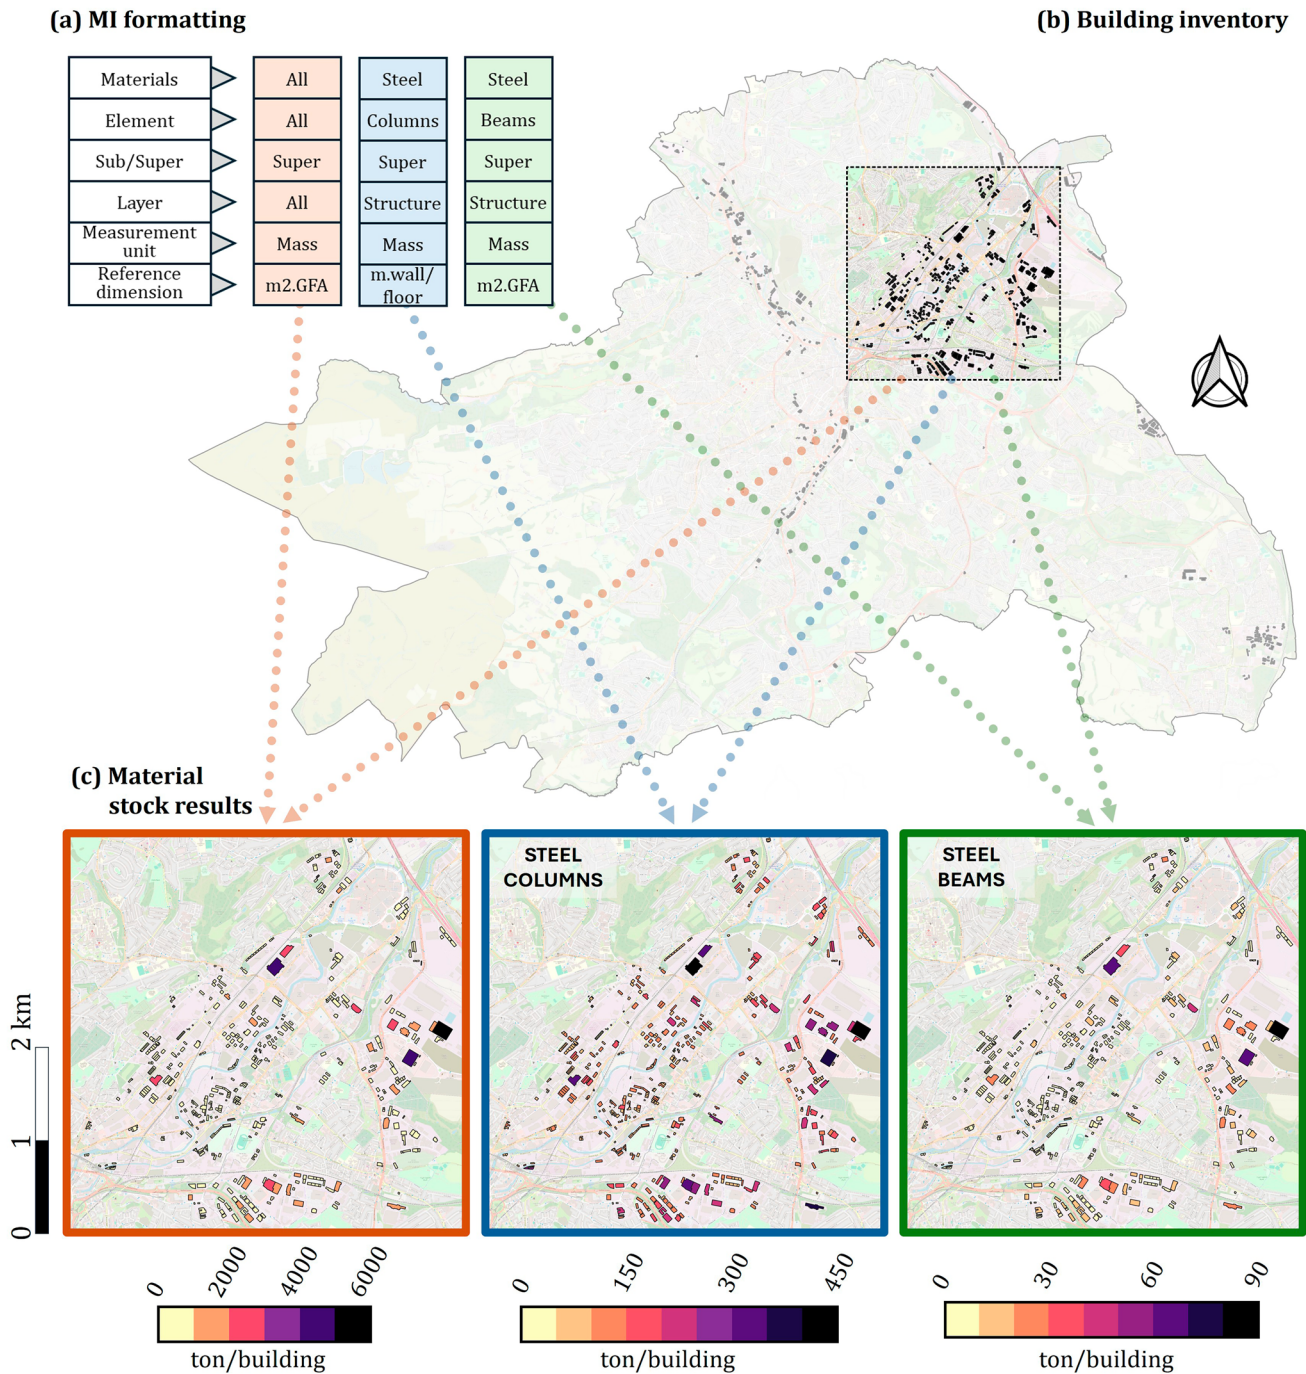 (a) MI formatting
(b) Building inventory
Materials
All
Steel
Steel
Element
All
Columns
Beams
Sub/Super
Super
Super
Super
Layer
All
Structure
Structure
Measurement
unit
Mass
Mass
Mass
Reference
dimension
m2.GFA
m.wall/
floor
m2.GFA
(c) Material
stock results
STEEL
COLUMNS
STEEL
BEAMS
2 km
1
0
0
2000
4000
6000
ton/building
0
150
300
450
ton/building
0
30
60
90
ton/building